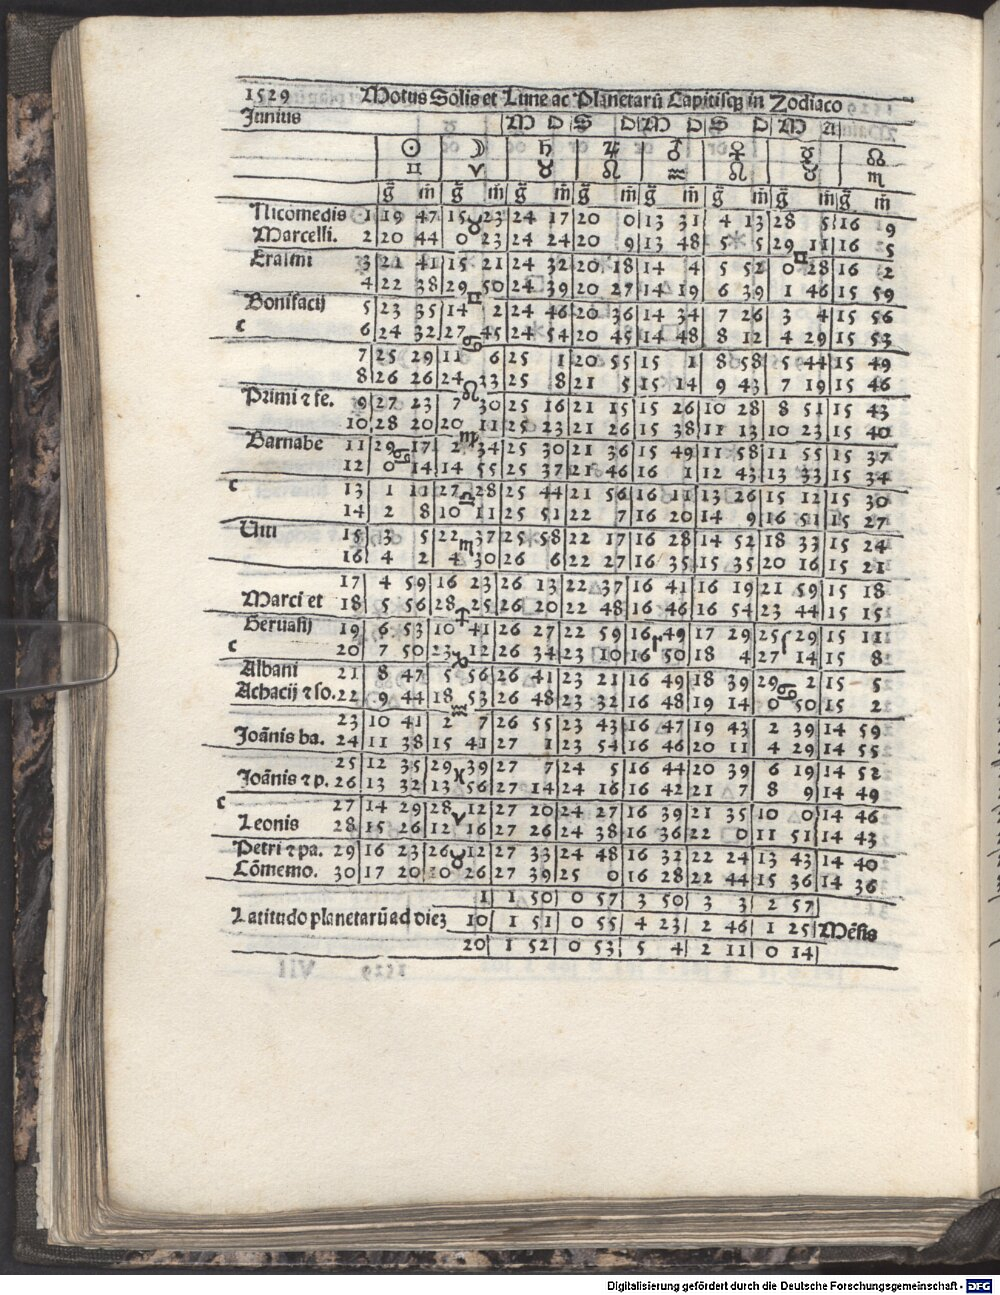 1529 Motus Solis et Lune ac Planetarū Capitisqȝ in Zodiaco
Junius M D S D M D S D M A
☉ ☽ ♄ ♃ ♂ ♀ ☿ ☊
♊ ♈ ♉ ♌ ♒ ♌ ♉ ♏
g̃ m̃ g̃ m̃ g̃ m̃ g̃ m̃ g̃ m̃ g̃ m̃ g̃ m̃ g̃ m̃
Nicomedis 1 19 47 15 23 24 17 20 0 13 31 4 13 28 5 16 9
Marcelli. 2 20 44 ♉ 0 23 24 24 20 9 13 48 5 5 29 11 16 5
Erasmi 3 21 41 15 21 24 32 20 18 14 4 5 52 ♊ 0 28 16 2
4 22 38 29 50 24 39 20 27 14 19 6 39 1 46 15 59
Bonifacij 5 23 35 ♊ 14 2 24 46 20 36 14 34 7 26 3 4 15 56
c 6 24 32 27 45 24 54 20 45 14 48 8 12 4 29 15 53
7 25 29 ♋ 11 6 25 1 20 55 15 1 8 58 5 44 15 49
8 26 26 24 23 25 8 21 5 15 14 9 43 7 19 15 46
Primi ⁊ fe. 9 27 23 ♌ 7 30 25 16 21 15 15 26 10 28 8 51 15 43
10 28 20 20 11 25 23 21 26 15 38 11 13 10 23 15 40
Barnabe 11 29 17 ♍ 2 34 25 30 21 36 15 49 11 58 11 55 15 37
12 ♋ 0 14 14 55 25 37 21 46 16 1 12 43 13 33 15 34
c 13 1 11 27 ♎ 28 25 44 21 56 16 11 13 26 15 12 15 30
14 2 8 10 11 25 51 22 7 16 20 14 9 16 51 15 27
Uiti 15 3 5 22 37 25 58 22 17 16 28 14 52 18 33 15 24
16 4 2 ♏ 4 30 26 6 22 27 16 35 15 35 20 16 15 21
17 4 59 16 23 26 13 22 37 16 41 16 19 21 59 15 18
Marci et 18 5 56 28 25 26 20 22 48 16 46 16 54 23 44 15 15
Geruasij 19 6 53 ♐ 10 41 26 27 22 59 16 49 17 29 25 29 15 11
c 20 7 50 23 12 26 34 23 10 16 50 18 4 27 14 15 8
Albani 21 8 47 ♑ 5 56 26 41 23 21 16 49 18 39 29 2 15 5
Achacij ⁊ so. 22 9 44 18 53 26 48 23 32 16 48 19 14 ♋ 0 50 15 2
23 10 41 ♒ 2 7 26 55 23 43 16 47 19 43 2 39 14 59
Joānis ba. 24 11 38 15 41 27 1 23 54 16 46 20 11 4 29 14 55
25 12 35 29 39 27 7 24 5 16 44 20 39 6 19 14 52
Joānis ⁊ p. 26 13 32 ♓ 13 56 27 14 24 16 16 42 21 7 8 9 14 49
c 27 14 29 28 12 27 20 24 27 16 39 21 35 10 0 14 46
Leonis 28 15 26 ♈ 12 16 27 26 24 38 16 36 22 0 11 51 14 43
Petri ⁊ pa. 29 16 23 26 12 27 33 24 48 16 32 22 24 13 43 14 40
Cōmemo. 30 17 20 ♉ 10 26 27 39 25 0 16 28 22 44 15 36 14 36
1 1 50 0 57 3 50 3 3 2 57
Latitudo planetarū ad dieȝ 10 1 51 0 55 4 23 2 46 1 25 Mēsis
20 1 52 0 53 5 4 2 11 0 14
Digitalisierung gefördert durch die Deutsche Forschungsgemeinschaft - DFG